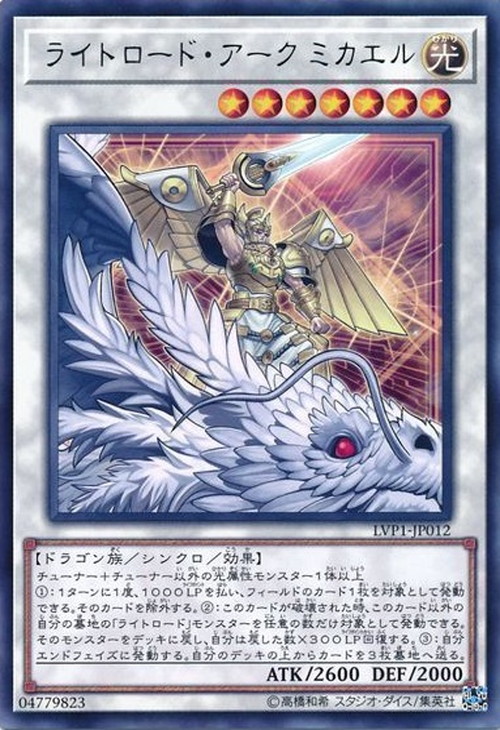 ライトロード・アーク ミカエル
光
LVP1-JP012
【ドラゴン族／シンクロ／効果】
チューナー＋チューナー以外の光属性モンスター1体以上
①：1ターンに1度、1000LPを払い、フィールドのカード1枚を対象として発動
できる。そのカードを除外する。②：このカードが破壊された時、このカード以外の
自分の墓地の「ライトロード」モンスターを任意の数だけ対象として発動できる。
そのモンスターをデッキに戻し、自分は戻した数×300LP回復する。③：自分
エンドフェイズに発動する。自分のデッキの上からカードを3枚墓地へ送る。
ATK/2600 DEF/2000
04779823 ©高橋和希 スタジオ・ダイス/集英社